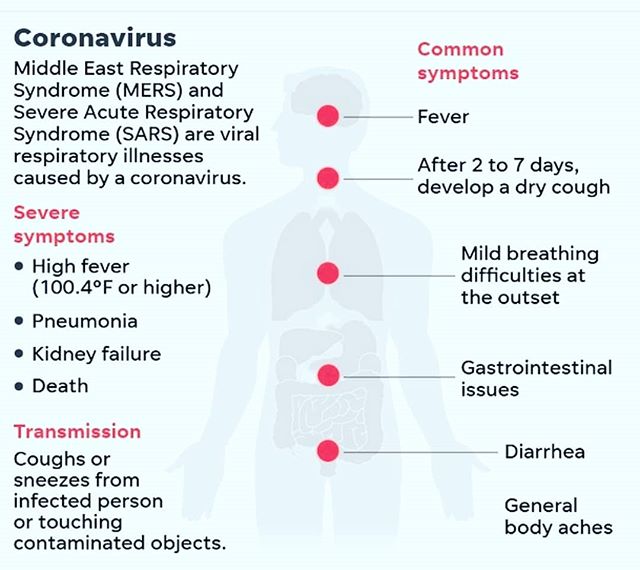 Coronavirus
Middle East Respiratory
Syndrome (MERS) and
Severe Acute Respiratory
Syndrome (SARS) are viral
respiratory illnesses
caused by a coronavirus.
Severe
symptoms
• High fever
(100.4°F or higher)
• Pneumonia
• Kidney failure
• Death
Transmission
Coughs or
sneezes from
infected person
or touching
contaminated objects.
Common
symptoms
Fever
After 2 to 7 days,
develop a dry cough
Mild breathing
difficulties at
the outset
Gastrointestinal
issues
Diarrhea
General
body aches